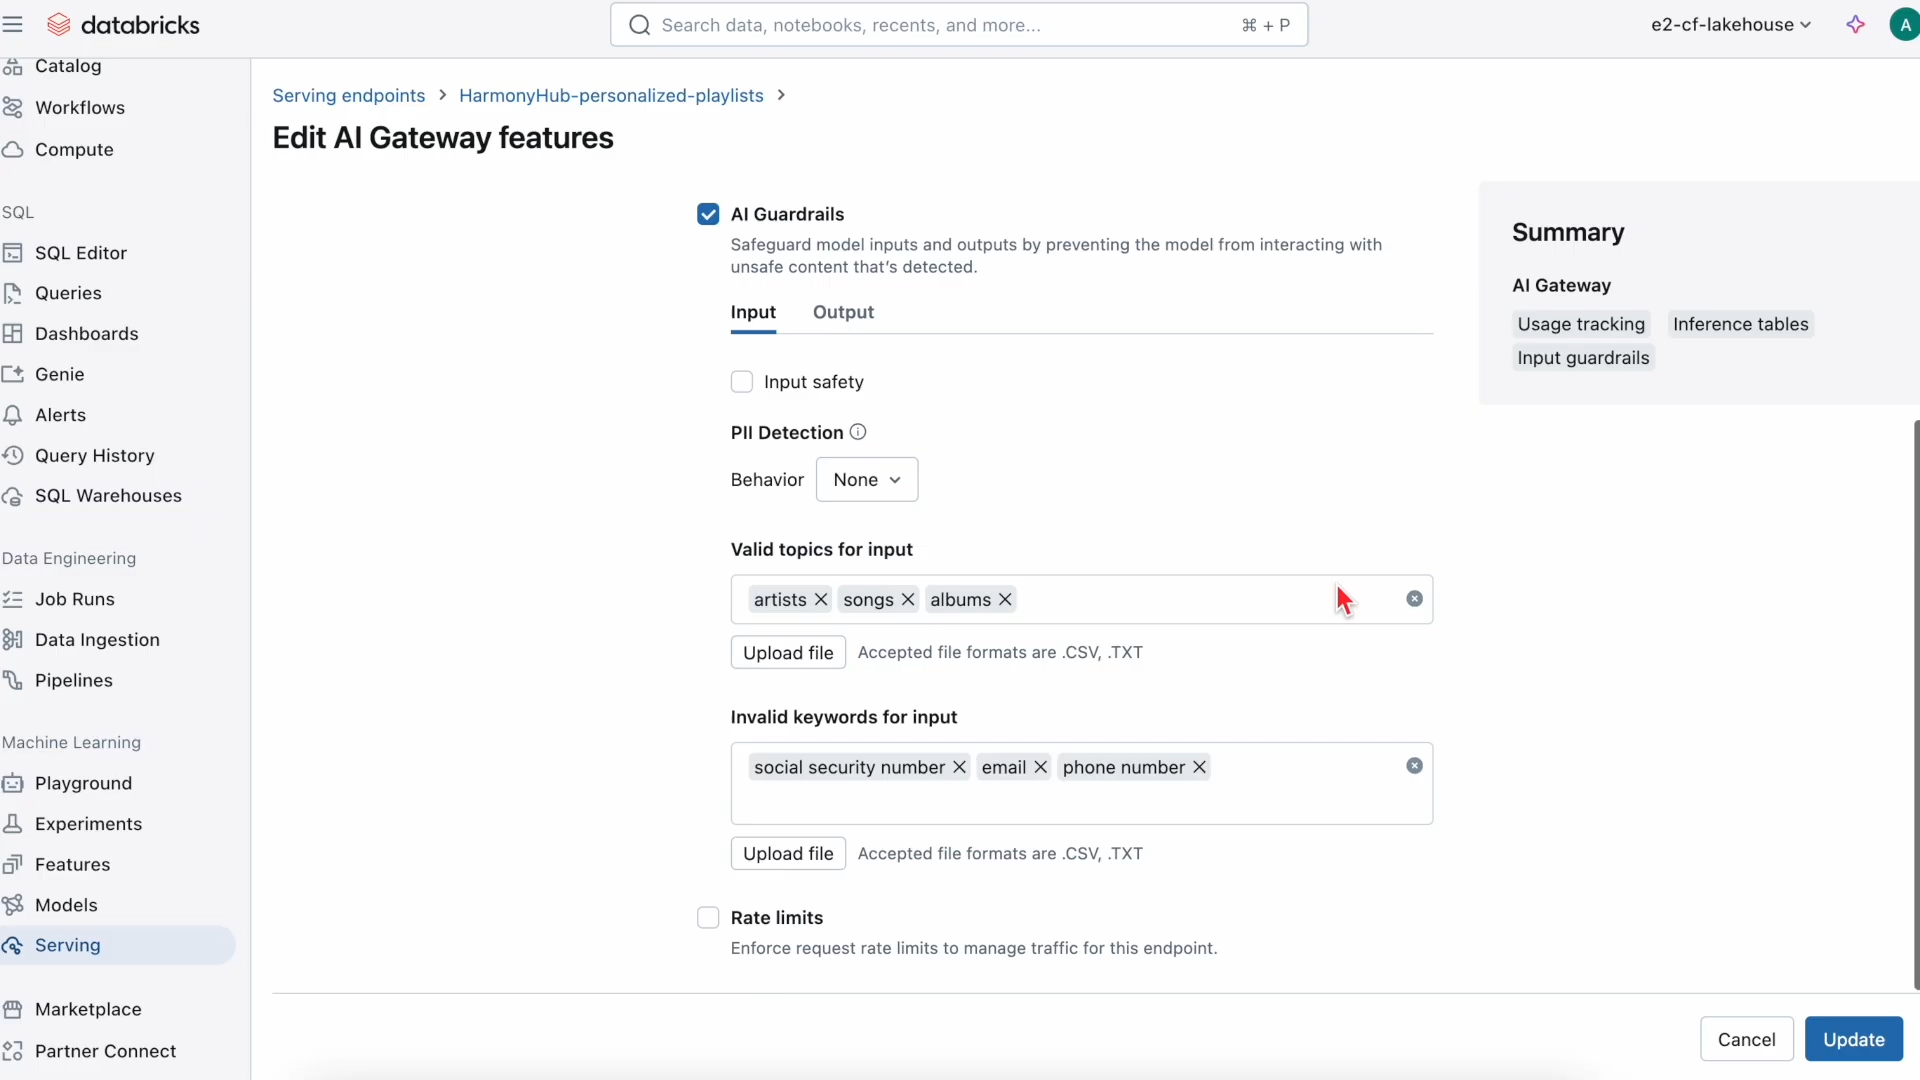 databricks
Search data, notebooks, recents, and more...
⌘ + P
e2-cf-lakehouse
A
Catalog
Workflows
Compute
SQL
SQL Editor
Queries
Dashboards
Genie
Alerts
Query History
SQL Warehouses
Data Engineering
Job Runs
Data Ingestion
Pipelines
Machine Learning
Playground
Experiments
Features
Models
Serving
Marketplace
Partner Connect
Serving endpoints > HarmonyHub-personalized-playlists >
Edit AI Gateway features
AI Guardrails
Safeguard model inputs and outputs by preventing the model from interacting with
unsafe content that's detected.
Input Output
Input safety
PII Detection
Behavior None
Valid topics for input
artists songs albums
Upload file Accepted file formats are .CSV, .TXT
Invalid keywords for input
social security number email phone number
Upload file Accepted file formats are .CSV, .TXT
Rate limits
Enforce request rate limits to manage traffic for this endpoint.
Summary
AI Gateway
Usage tracking Inference tables
Input guardrails
Cancel Update